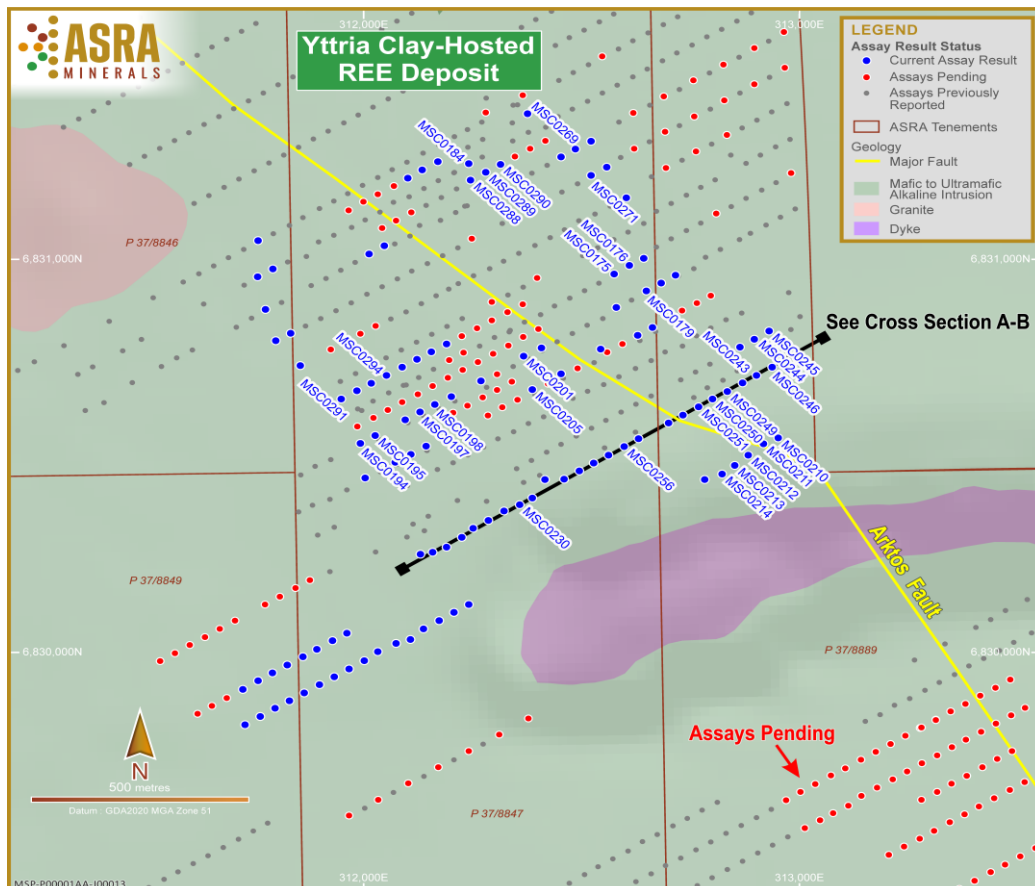 ASRA
MINERALS
Yttria Clay-Hosted
REE Deposit
312,000E
313,000E
LEGEND
Assay Result Status
Current Assay Result
Assays Pending
Assays Previously
Reported
ASRA Tenements
Geology
Major Fault
Mafic to Ultramafic
Alkaline Intrusion
Granite
Dyke
MSC0269
MSC0184
MSC0290
MSC0289
MSC0288
MSC0271
P 37/8846
MSC0176
MSC0175
6,831,000N
6,831,000N
MSC0179
See Cross Section A-B
MSC0294
MSC0243
MSC0245
MSC0244
MSC0246
MSC0291
MSC0201
MSC0205
MSC0249
MSC0250
MSC0251
MSC0198
MSC0197
MSC0195
MSC0194
MSC0210
MSC0211
MSC0212
MSC0213
MSC0214
MSC0256
MSC0230
Arktos Fault
P 37/8849
6,830,000N
6,830,000N
P 37/8889
Assays Pending
N
500 metres
Datum : GDA2020 MGA Zone 51
P 37/8847
312,000E
313,000E
MSP-P00001AA-J00013